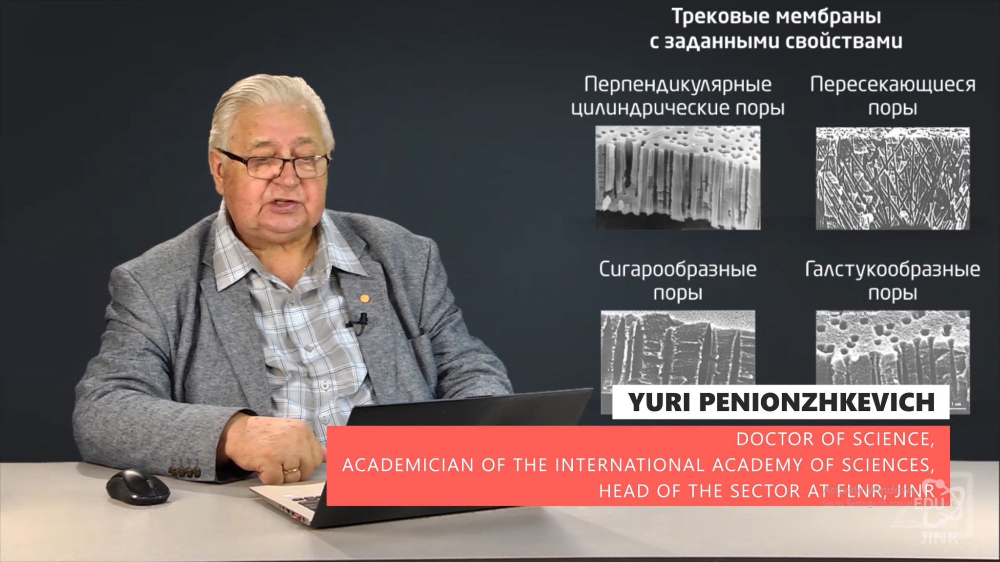 Трековые мембраны
с заданными свойствами
Перпендикулярные
цилиндрические поры
Пересекающиеся
поры
Сигарообразные
поры
Галстукообразные
поры
YURI PENIONZHKEVICH
DOCTOR OF SCIENCE,
ACADEMICIAN OF THE INTERNATIONAL ACADEMY OF SCIENCES,
HEAD OF THE SECTOR AT FLNR, JINR
Activate Windows
Go to Settings to activate Windows.
EDU
JINR